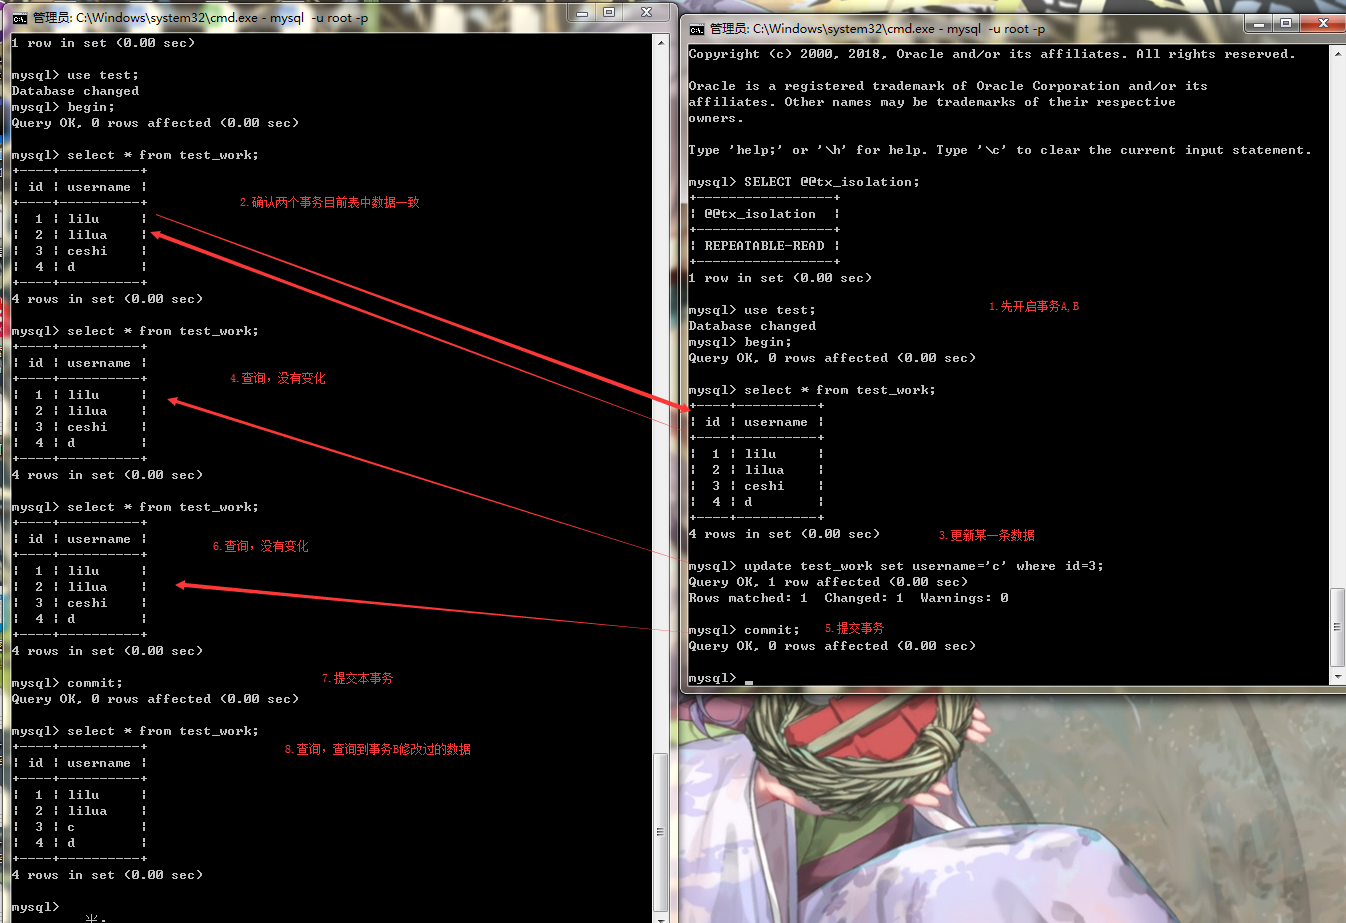 管理员: C:\Windows\system32\cmd.exe - mysql  -u root -p
1 row in set (0.00 sec)
mysql> use test;
Database changed
mysql> begin;
Query OK, 0 rows affected (0.00 sec)
mysql> select * from test_work;
+----+----------+
| id | username |
+----+----------+
2.确认两个事务目前表中数据一致
|  1 | lilu     |
|  2 | lilua    |
|  3 | ceshi    |
|  4 | d        |
+----+----------+
4 rows in set (0.00 sec)
mysql> select * from test_work;
+----+----------+
| id | username |
+----+----------+
4.查询，没有变化
|  1 | lilu     |
|  2 | lilua    |
|  3 | ceshi    |
|  4 | d        |
+----+----------+
4 rows in set (0.00 sec)
mysql> select * from test_work;
+----+----------+
| id | username |
+----+----------+
6.查询，没有变化
|  1 | lilu     |
|  2 | lilua    |
|  3 | ceshi    |
|  4 | d        |
+----+----------+
4 rows in set (0.00 sec)
mysql> commit;
7.提交本事务
Query OK, 0 rows affected (0.00 sec)
mysql> select * from test_work;
+----+----------+
8.查询，查询到事务B修改过的数据
| id | username |
+----+----------+
|  1 | lilu     |
|  2 | lilua    |
|  3 | c        |
|  4 | d        |
+----+----------+
4 rows in set (0.00 sec)
mysql>
管理员: C:\Windows\system32\cmd.exe - mysql  -u root -p
Copyright (c) 2000, 2018, Oracle and/or its affiliates. All rights reserved.
Oracle is a registered trademark of Oracle Corporation and/or its
affiliates. Other names may be trademarks of their respective
owners.
Type 'help;' or '\h' for help. Type '\c' to clear the current input statement.
mysql> SELECT @@tx_isolation;
+-----------------+
| @@tx_isolation  |
+-----------------+
| REPEATABLE-READ |
+-----------------+
1 row in set (0.00 sec)
1.先开启事务A,B
mysql> use test;
Database changed
mysql> begin;
Query OK, 0 rows affected (0.00 sec)
mysql> select * from test_work;
+----+----------+
| id | username |
+----+----------+
|  1 | lilu     |
|  2 | lilua    |
|  3 | ceshi    |
|  4 | d        |
+----+----------+
4 rows in set (0.00 sec)
3.更新某一条数据
mysql> update test_work set username='c' where id=3;
Query OK, 1 row affected (0.00 sec)
Rows matched: 1  Changed: 1  Warnings: 0
mysql> commit;
5.提交事务
Query OK, 0 rows affected (0.00 sec)
mysql>